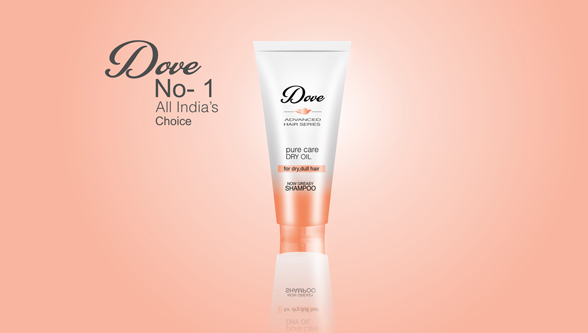 Dove
No- 1
All India's
Choice
Dove
ADVANCED
HAIR SERIES
pure care
DRY OIL
for dry,dull hair
NOW GREASY
SHAMPOO